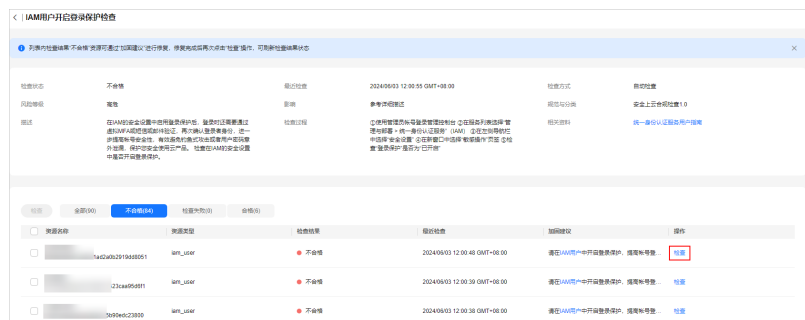 < | IAM用户开启登录保护检查
列表内检查结果“不合格”资源可通过“加固建议”进行修复，修复完成后再次点击“检查”操作，可刷新检查结果状态
检查状态 不合格 最近检查 2024/06/03 12:00:55 GMT+08:00 检查方式 自动检查
风险等级 影响 参考详细描述 规范与分类 安全上云合规检查1.0
描述 在IAM的安全设置中启用登录保护后，登录时还需要通过 检查过程 ①使用管理员帐号登录管理控制台 ②在服务列表选择“管 相关资料 统一身份认证服务用户指南
虚拟MFA或短信或邮件验证，再次确认登录者身份，进一 理与部署 > 统一身份认证服务”（IAM） ③在左侧导航栏
步提高帐号安全性，有效避免钓鱼式攻击或者用户密码意 中选择“安全设置” ④在新窗口中选择“敏感操作”页签 ⑤检
外泄漏，保护您安全使用云产品。 检查在IAM的安全设置 查“登录保护”是否为“已开启”
中是否开启登录保护。
检查 全部(90) 不合格(84) 检查失败(0) 合格(6)
资源名称 资源类型 检查结果 最近检查 加固建议 操作
1ad2a0b2919dd8051 iam_user 不合格 2024/06/03 12:00:48 GMT+08:00 请在IAM用户中开启登录保护，提高帐号登... 检查
23caa95d6f1 iam_user 不合格 2024/06/03 12:00:39 GMT+08:00 请在IAM用户中开启登录保护，提高帐号登... 检查
5b90edc23800 iam_user 不合格 2024/06/03 12:00:38 GMT+08:00 请在IAM用户中开启登录保护，提高帐号登... 检查